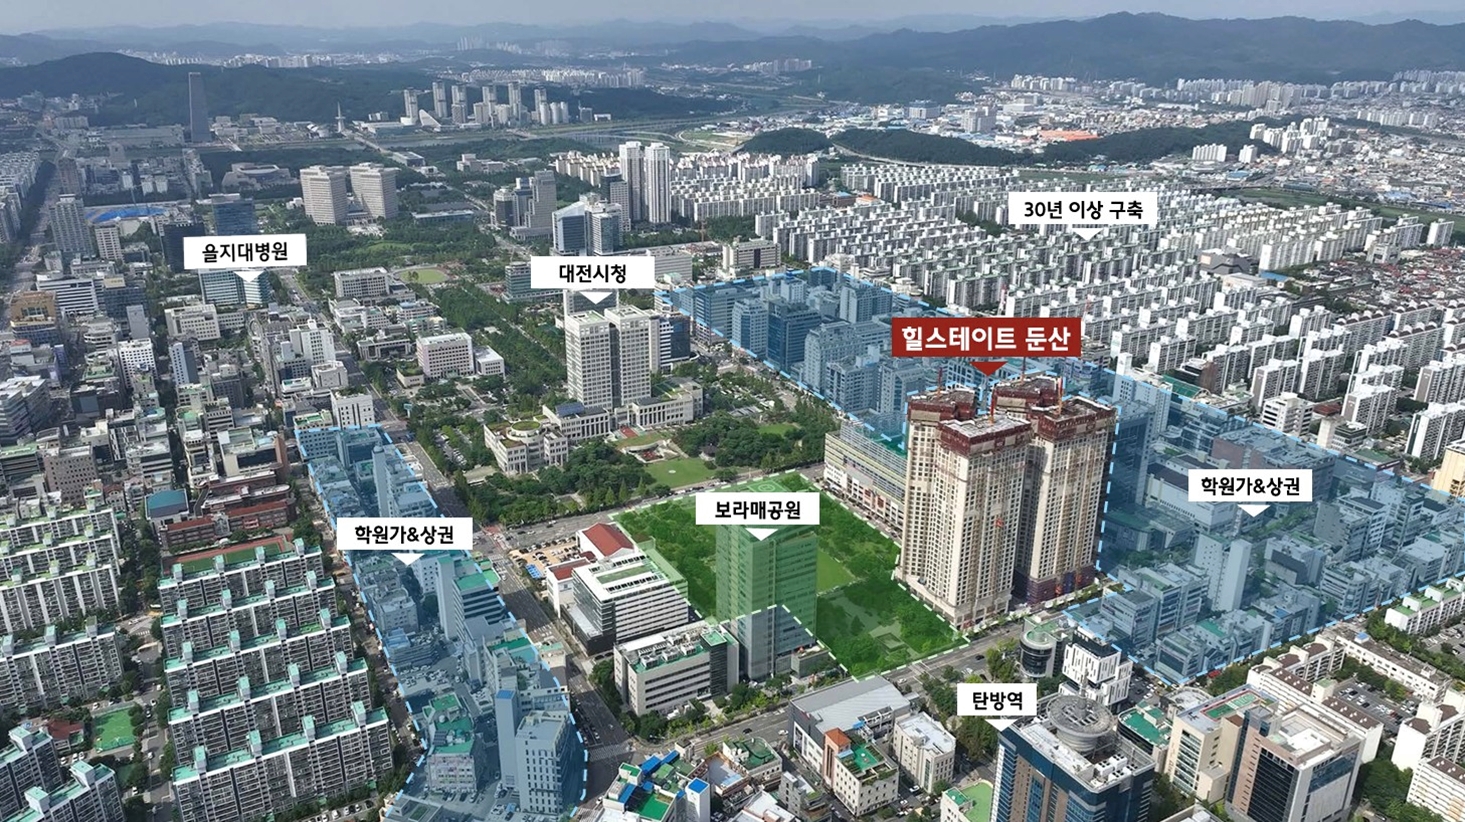 30년 이상 구축
을지대병원
대전시청
힐스테이트 둔산
학원가&상권
보라매공원
학원가&상권
탄방역